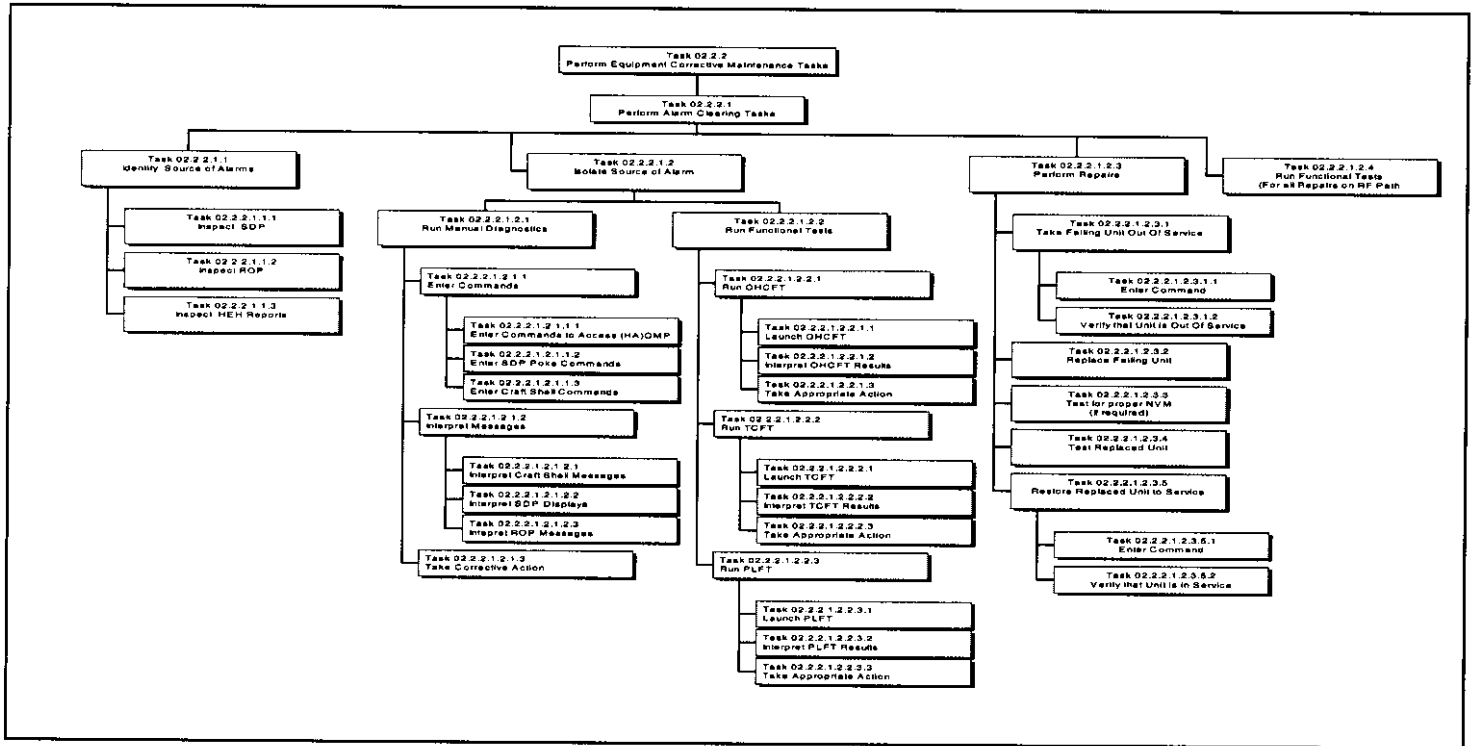 Task 02.2.2
Perform Equipment Corrective Maintenance Tasks
Task 02.2.2.1
Perform Alarm Clearing Tasks
Task 02.2.2.1.1
Identify Source of Alarms
Task 02.2.2.1.1.1
Inspect SDP
Task 02.2.2.1.1.2
Inspect ROP
Task 02.2.2.1.1.3
Inspect HEH Reports
Task 02.2.2.1.2
Isolate Source of Alarm
Task 02.2.2.1.2.1
Run Manual Diagnostics
Task 02.2.2.1.2.1.1
Enter Commands
Task 02.2.2.1.2.1.1.1
Enter Commands to Access (HA)OMP
Task 02.2.2.1.2.1.1.2
Enter SDP Poke Commands
Task 02.2.2.1.2.1.1.3
Enter Craft Shell Commands
Task 02.2.2.1.2.1.2
Interpret Messages
Task 02.2.2.1.2.1.2.1
Interpret Craft Shell Messages
Task 02.2.2.1.2.1.2.2
Interpret SDP Displays
Task 02.2.2.1.2.1.2.3
Intepret ROP Messages
Task 02.2.2.1.2.1.3
Take Corrective Action
Task 02.2.2.1.2.2
Run Functional Tests
Task 02.2.2.1.2.2.1
Run OHCFT
Task 02.2.2.1.2.2.1.1
Launch OHCFT
Task 02.2.2.1.2.2.1.2
Interpret OHCFT Results
Task 02.2.2.1.2.2.1.3
Take Appropriate Action
Task 02.2.2.1.2.2.2
Run TCFT
Task 02.2.2.1.2.2.2.1
Launch TCFT
Task 02.2.2.1.2.2.2.2
Interpret TCFT Results
Task 02.2.2.1.2.2.2.3
Take Appropriate Action
Task 02.2.2.1.2.2.3
Run PLFT
Task 02.2.2.1.2.2.3.1
Launch PLFT
Task 02.2.2.1.2.2.3.2
Interpret PLFT Results
Task 02.2.2.1.2.2.3.3
Take Appropriate Action
Task 02.2.2.1.2.3
Perform Repairs
Task 02.2.2.1.2.3.1
Take Failing Unit Out Of Service
Task 02.2.2.1.2.3.1.1
Enter Command
Task 02.2.2.1.2.3.1.2
Verify that Unit is Out Of Service
Task 02.2.2.1.2.3.2
Replace Failing Unit
Task 02.2.2.1.2.3.3
Test for proper NVM
(if required)
Task 02.2.2.1.2.3.4
Test Replaced Unit
Task 02.2.2.1.2.3.5
Restore Replaced Unit to Service
Task 02.2.2.1.2.3.5.1
Enter Command
Task 02.2.2.1.2.3.5.2
Verify that Unit is in Service
Task 02.2.2.1.2.4
Run Functional Tests
(For all Repairs on RF Path